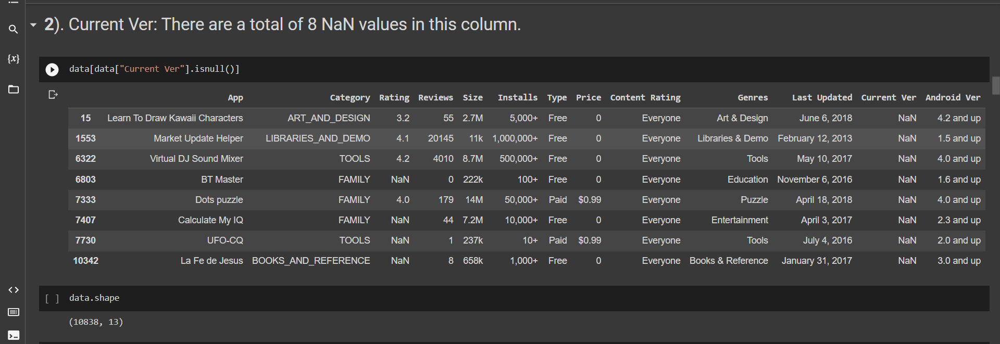 2). Current Ver: There are a total of 8 NaN values in this column.
{x}
data[data["Current Ver"].isnull()]
App Category Rating Reviews Size Installs Type Price Content Rating Genres Last Updated Current Ver Android Ver
15 Learn To Draw Kawaii Characters ART_AND_DESIGN 3.2 55 2.7M 5,000+ Free 0 Everyone Art & Design June 6, 2018 NaN 4.2 and up
1553 Market Update Helper LIBRARIES_AND_DEMO 4.1 20145 11k 1,000,000+ Free 0 Everyone Libraries & Demo February 12, 2013 NaN 1.5 and up
6322 Virtual DJ Sound Mixer TOOLS 4.2 4010 8.7M 500,000+ Free 0 Everyone Tools May 10, 2017 NaN 4.0 and up
6803 BT Master FAMILY NaN 0 222k 100+ Free 0 Everyone Education November 6, 2016 NaN 1.6 and up
7333 Dots puzzle FAMILY 4.0 179 14M 50,000+ Paid $0.99 Everyone Puzzle April 18, 2018 NaN 4.0 and up
7407 Calculate My IQ FAMILY NaN 44 7.2M 10,000+ Free 0 Everyone Entertainment April 3, 2017 NaN 2.3 and up
7730 UFO-CQ TOOLS NaN 1 237k 10+ Paid $0.99 Everyone Tools July 4, 2016 NaN 2.0 and up
10342 La Fe de Jesus BOOKS_AND_REFERENCE NaN 8 658k 1,000+ Free 0 Everyone Books & Reference January 31, 2017 NaN 3.0 and up
[ ] data.shape
(10838, 13)